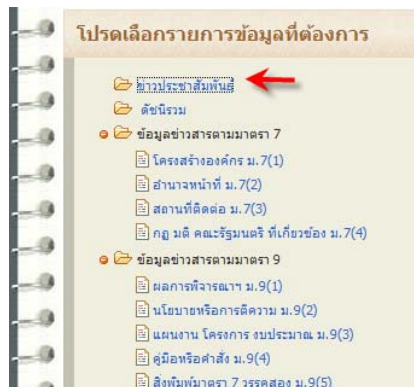 โปรดเลือกรายการข้อมูลที่ต้องการ
ข่าวประชาสัมพันธ์
ดัชนีรวม
ข้อมูลข่าวสารตามมาตรา 7
โครงสร้างองค์กร ม.7(1)
อำนาจหน้าที่ ม.7(2)
สถานที่ติดต่อ ม.7(3)
กฎ มติ คณะรัฐมนตรี ที่เกี่ยวข้อง ม.7(4)
ข้อมูลข่าวสารตามมาตรา 9
ผลการพิจารณาฯ ม.9(1)
นโยบายหรือการตีความ ม.9(2)
แผนงาน โครงการ งบประมาณ ม.9(3)
คู่มือหรือคำสั่ง ม.9(4)
สิ่งพิมพ์มาตรา 7 วรรคสอง ม.9(5)